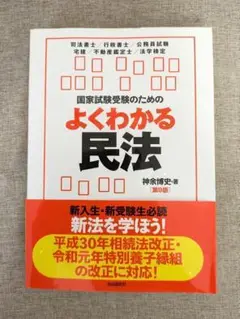 司法書士/行政書士/公務員試験
宅建/不動産鑑定士/法学検定
国家試験受験のための
よくわかる
民法
神余博史・著
[第9版]
新入生・新受験生必読
新法を学ぼう!
平成30年相続法改正・
令和元年特別養子縁組
の改正に対応!